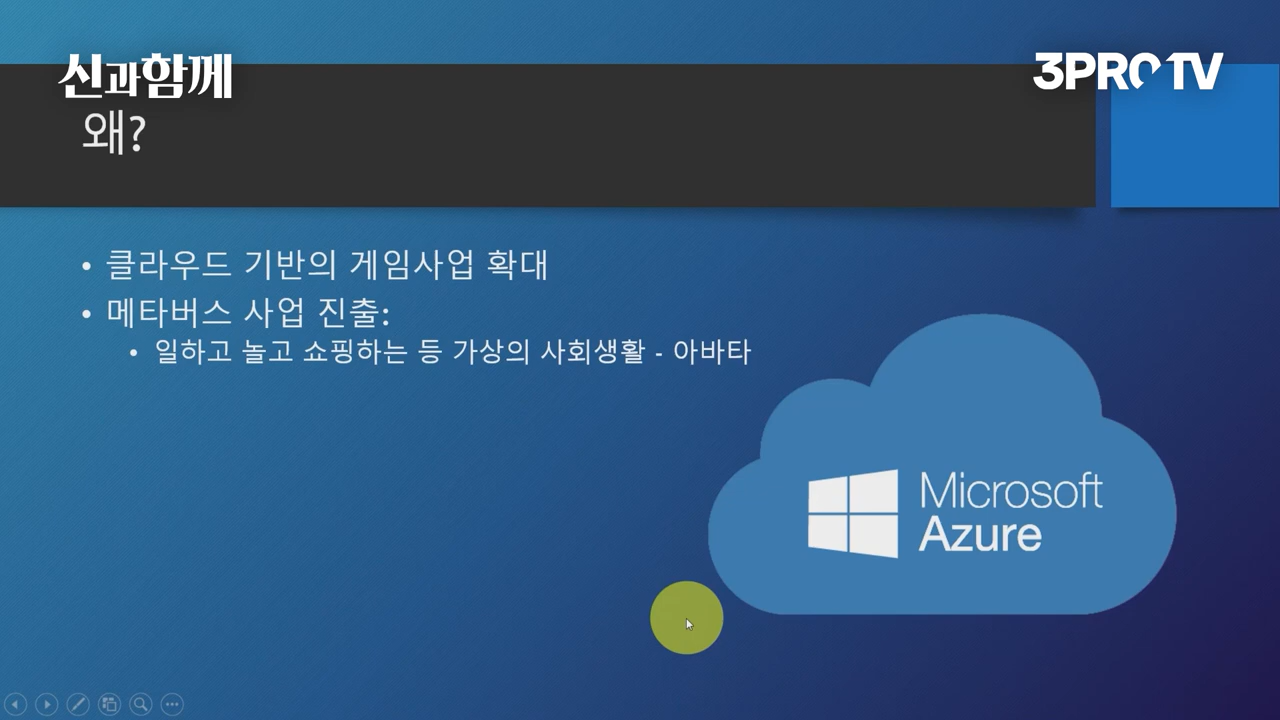 신과함께
3PROTV
왜?
• 클라우드 기반의 게임사업 확대
• 메타버스 사업 진출:
• 일하고 놀고 쇼핑하는 등 가상의 사회생활 - 아바타
Microsoft
Azure